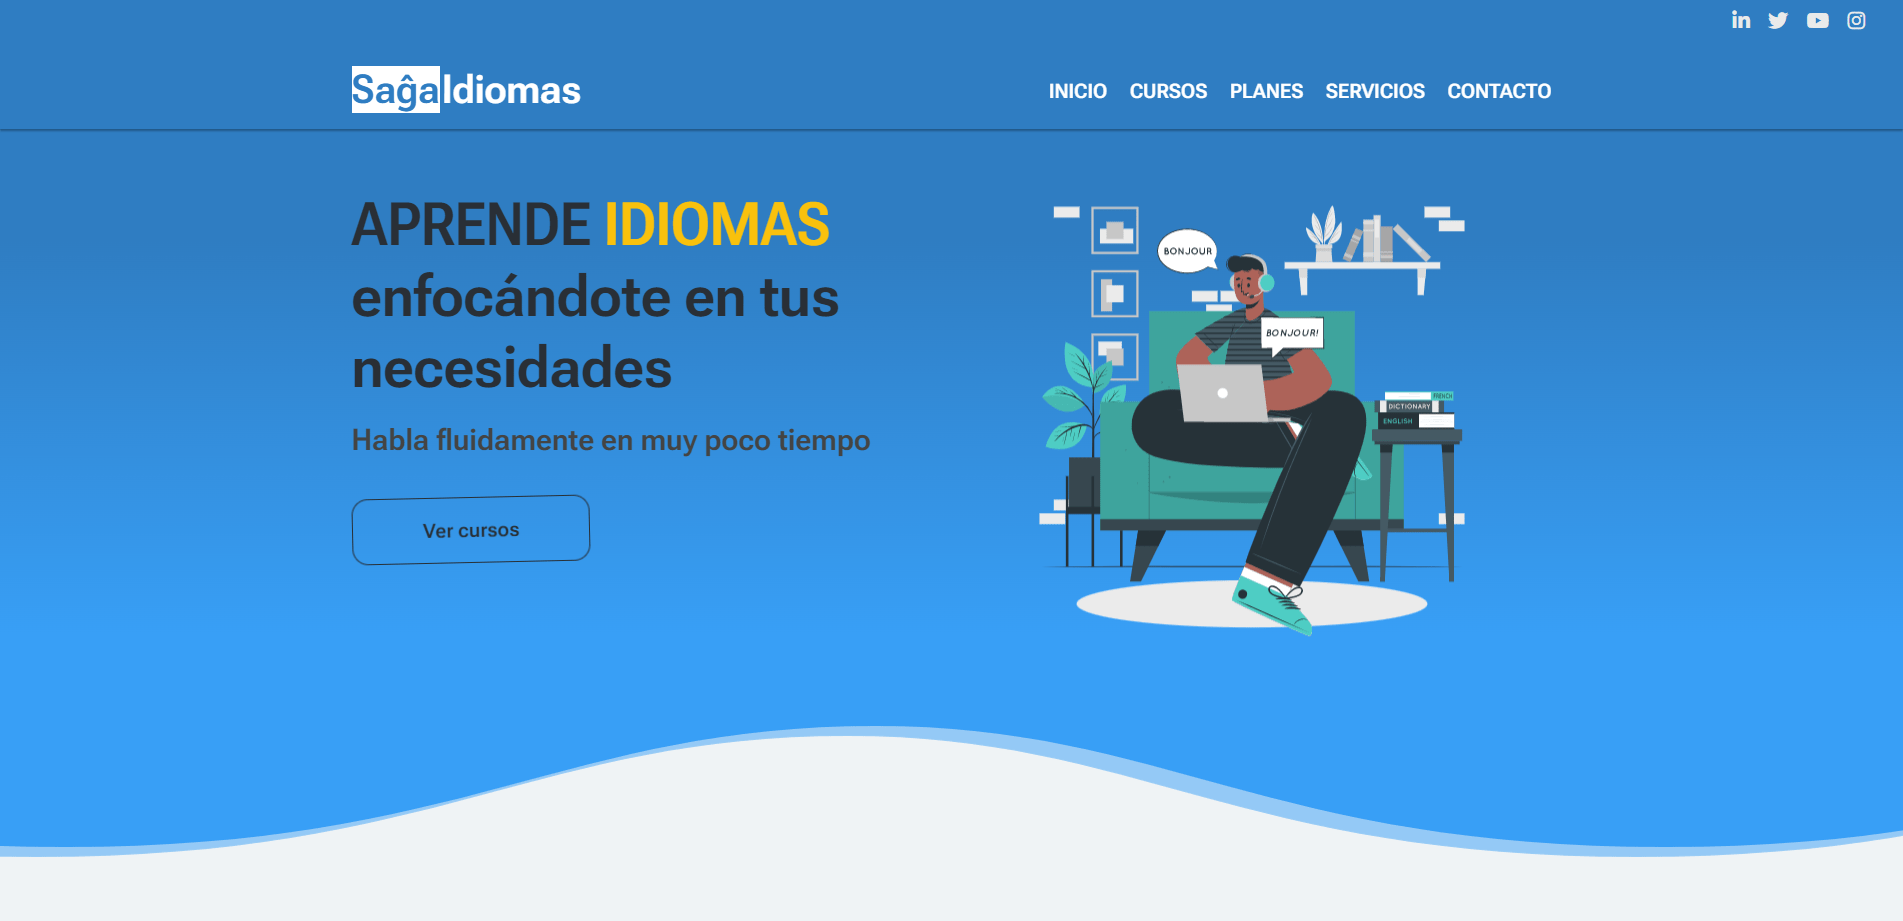 SaĝaIdiomas
INICIO CURSOS PLANES SERVICIOS CONTACTO
APRENDE IDIOMAS
enfocándote en tus
necesidades
Habla fluidamente en muy poco tiempo
Ver cursos
BONJOUR
BONJOUR!
FRENCH
DICTIONARY
ENGLISH